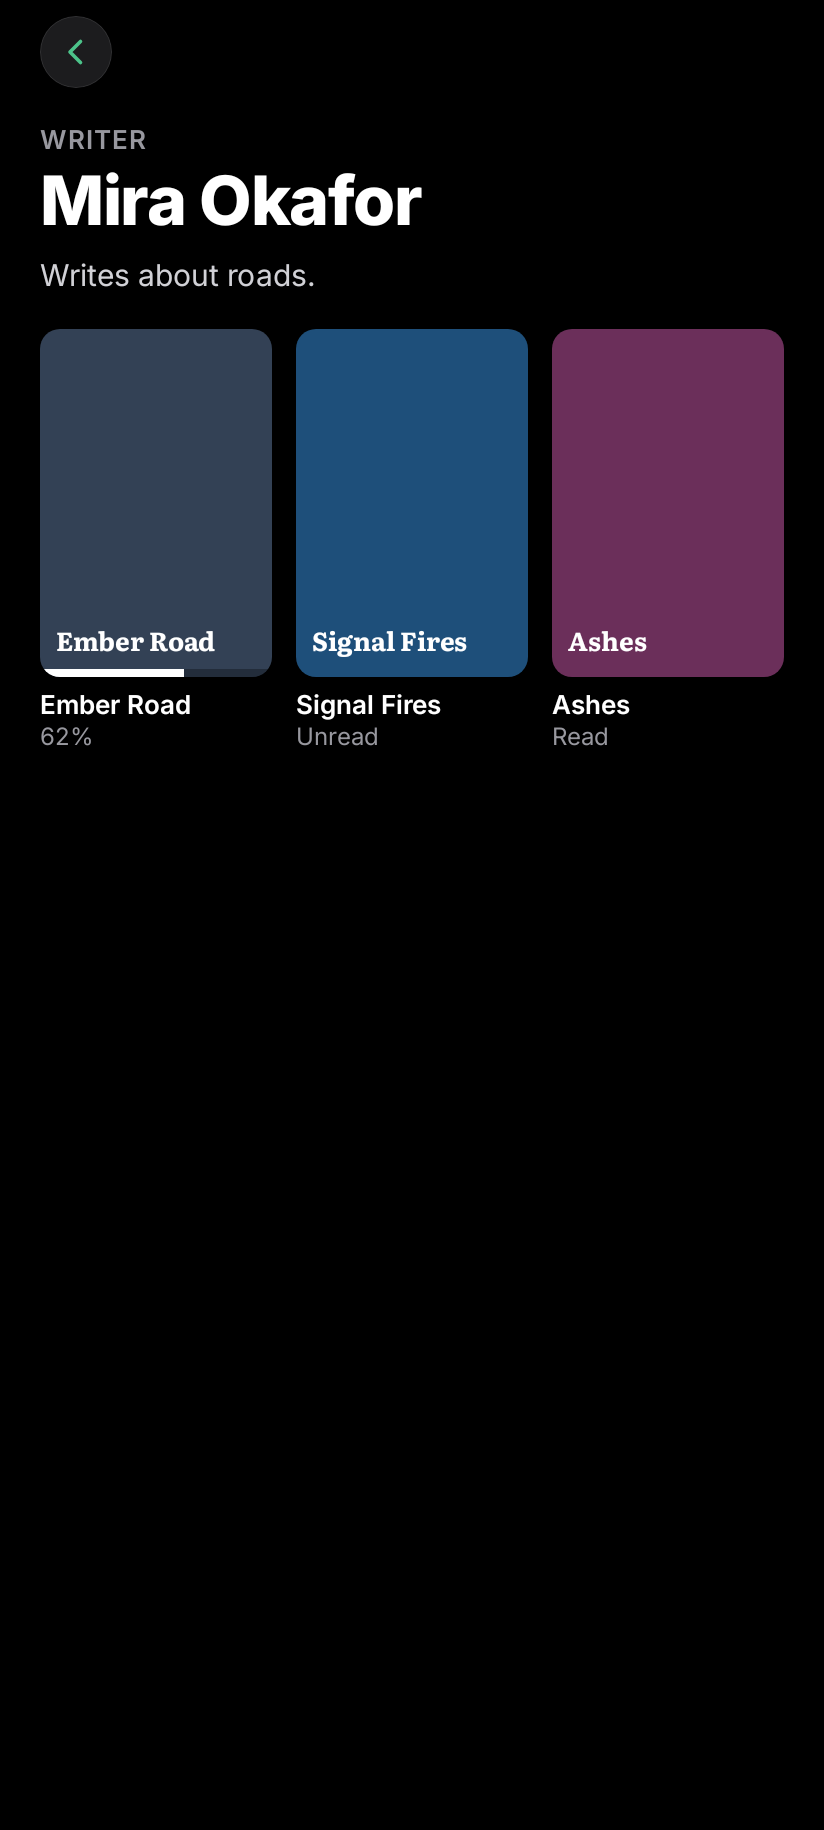 WRITER
Mira Okafor
Writes about roads.
Ember Road
Signal Fires
Ashes
Ember Road
62%
Signal Fires
Unread
Ashes
Read